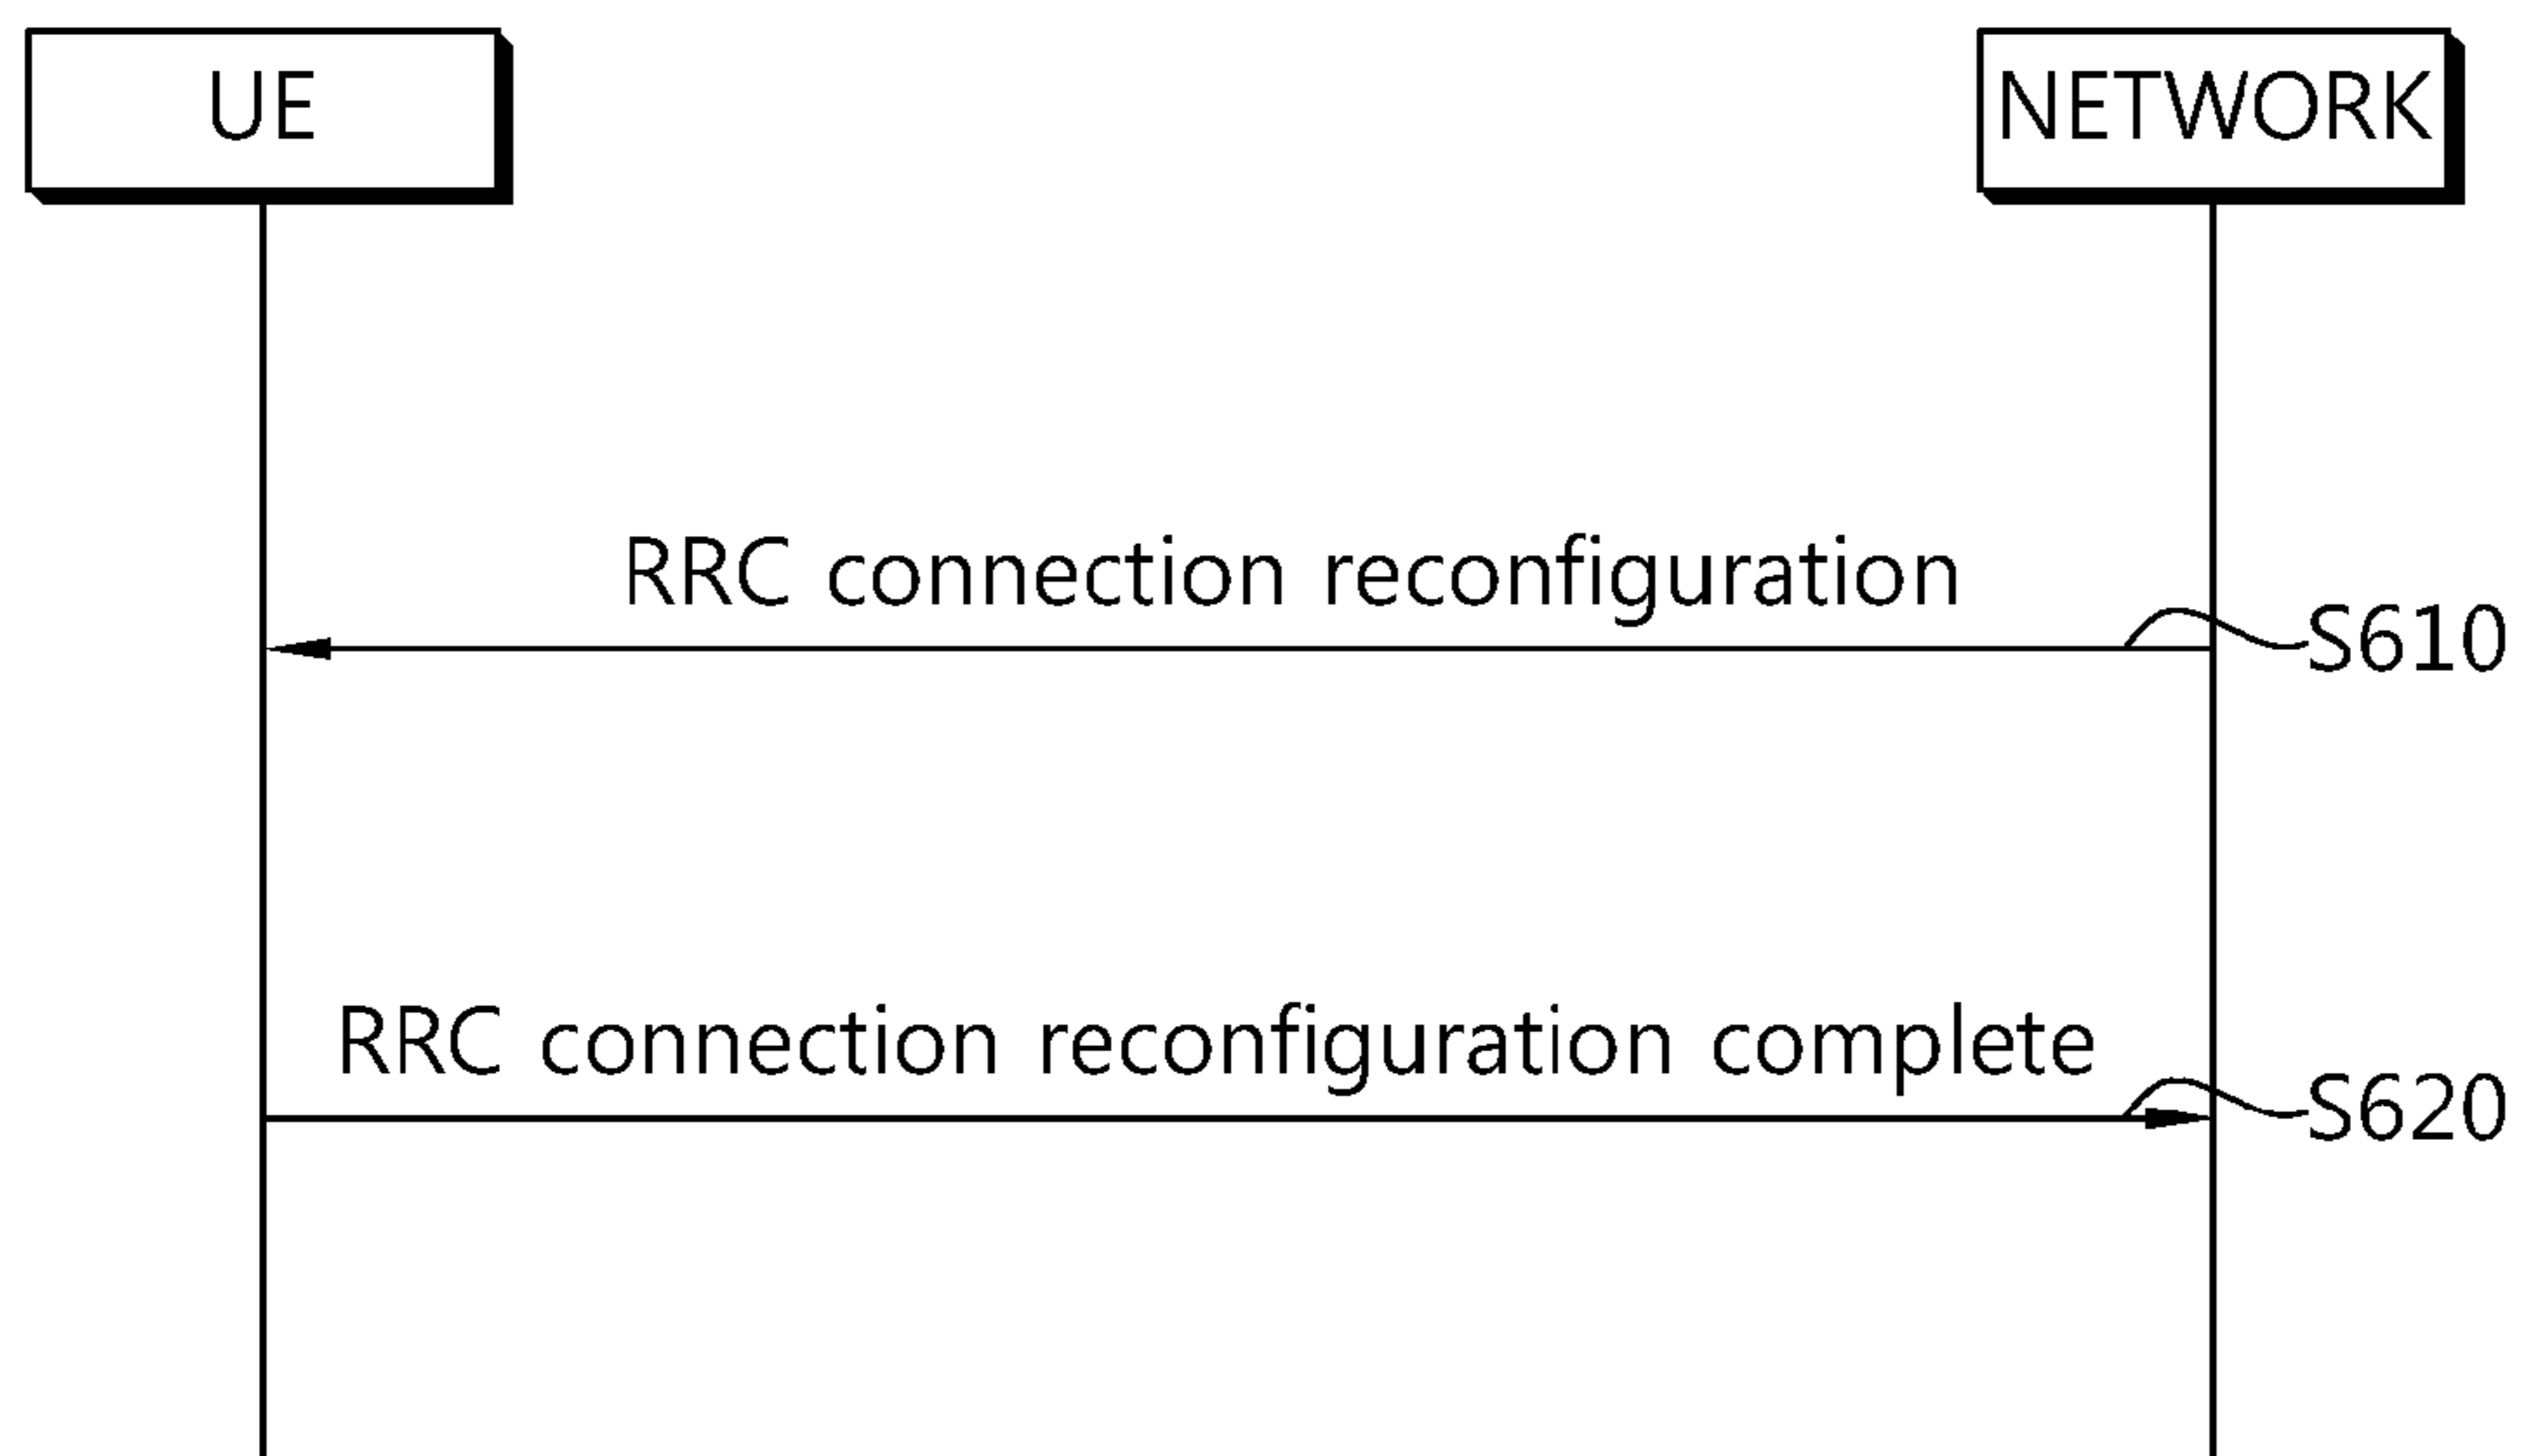 UE
NETWORK
RRC connection reconfiguration
S610
RRC connection reconfiguration complete
S620